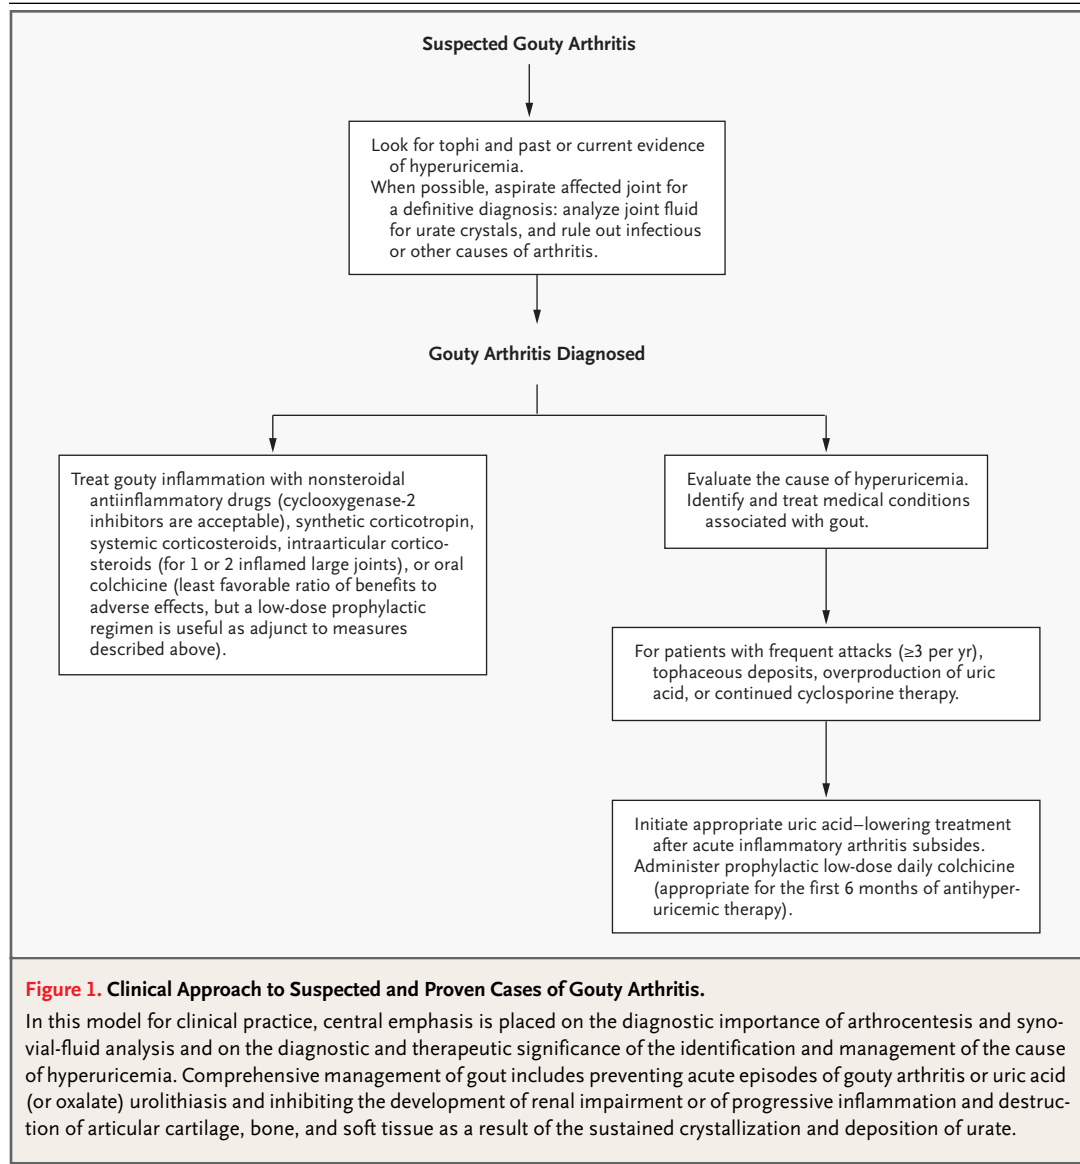 Suspected Gouty Arthritis
Look for tophi and past or current evidence
of hyperuricemia.
When possible, aspirate affected joint for
a definitive diagnosis: analyze joint fluid
for urate crystals, and rule out infectious
or other causes of arthritis.
Gouty Arthritis Diagnosed
Treat gouty inflammation with nonsteroidal
antiinflammatory drugs (cyclooxygenase-2
inhibitors are acceptable), synthetic corticotropin,
systemic corticosteroids, intraarticular cortico-
steroids (for 1 or 2 inflamed large joints), or oral
colchicine (least favorable ratio of benefits to
adverse effects, but a low-dose prophylactic
regimen is useful as adjunct to measures
described above).
Evaluate the cause of hyperuricemia.
Identify and treat medical conditions
associated with gout.
For patients with frequent attacks (≥3 per yr),
tophaceous deposits, overproduction of uric
acid, or continued cyclosporine therapy.
Initiate appropriate uric acid–lowering treatment
after acute inflammatory arthritis subsides.
Administer prophylactic low-dose daily colchicine
(appropriate for the first 6 months of antihyper-
uricemic therapy).
Figure 1. Clinical Approach to Suspected and Proven Cases of Gouty Arthritis.
In this model for clinical practice, central emphasis is placed on the diagnostic importance of arthrocentesis and syno-
vial-fluid analysis and on the diagnostic and therapeutic significance of the identification and management of the cause
of hyperuricemia. Comprehensive management of gout includes preventing acute episodes of gouty arthritis or uric acid
(or oxalate) urolithiasis and inhibiting the development of renal impairment or of progressive inflammation and destruc-
tion of articular cartilage, bone, and soft tissue as a result of the sustained crystallization and deposition of urate.